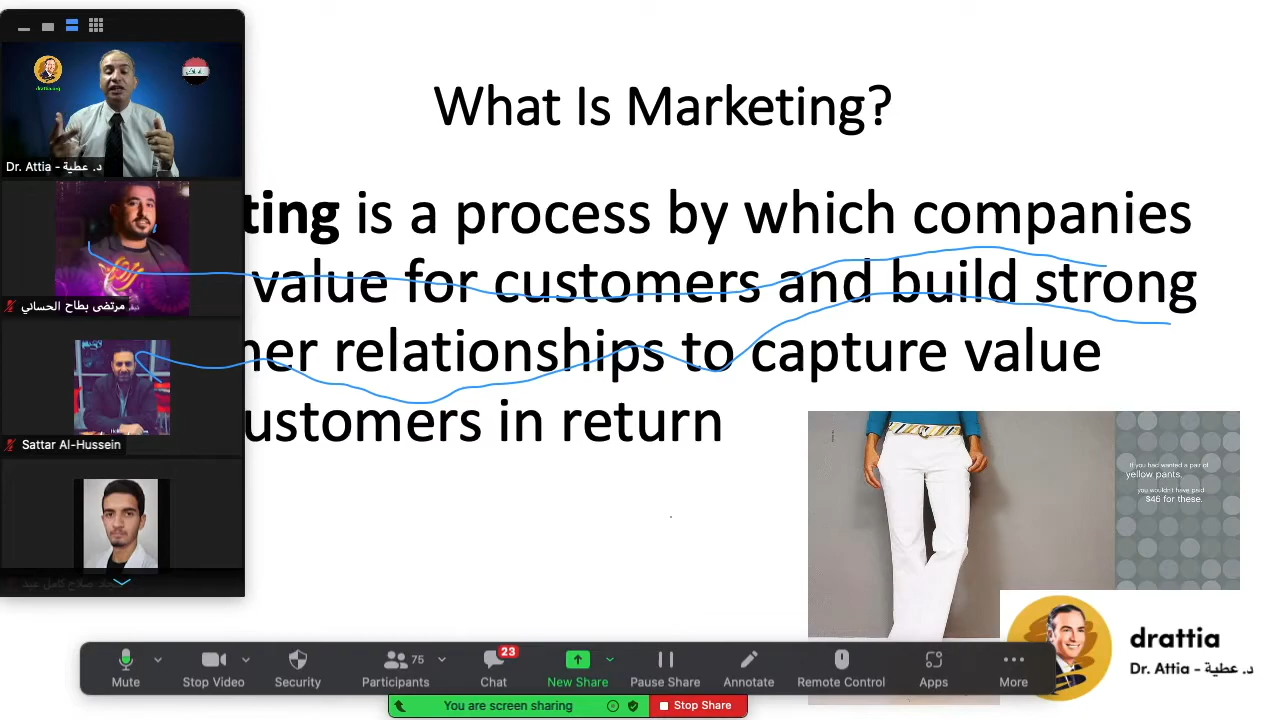 drattia.org
Dr. Attia - د. عطية
مرتضى بطاح الحساني
Sattar Al-Hussein
What Is Marketing?
ting is a process by which companies
value for customers and build strong
ner relationships to capture value
ustomers in return
If you had wanted a pair of
yellow pants.
you wouldn't have paid
$46 for these.
drattia
Dr. Attia - د. عطية
Mute
Stop Video
Security
Participants
75
Chat
23
New Share
Pause Share
Annotate
Remote Control
Apps
More
You are screen sharing
Stop Share